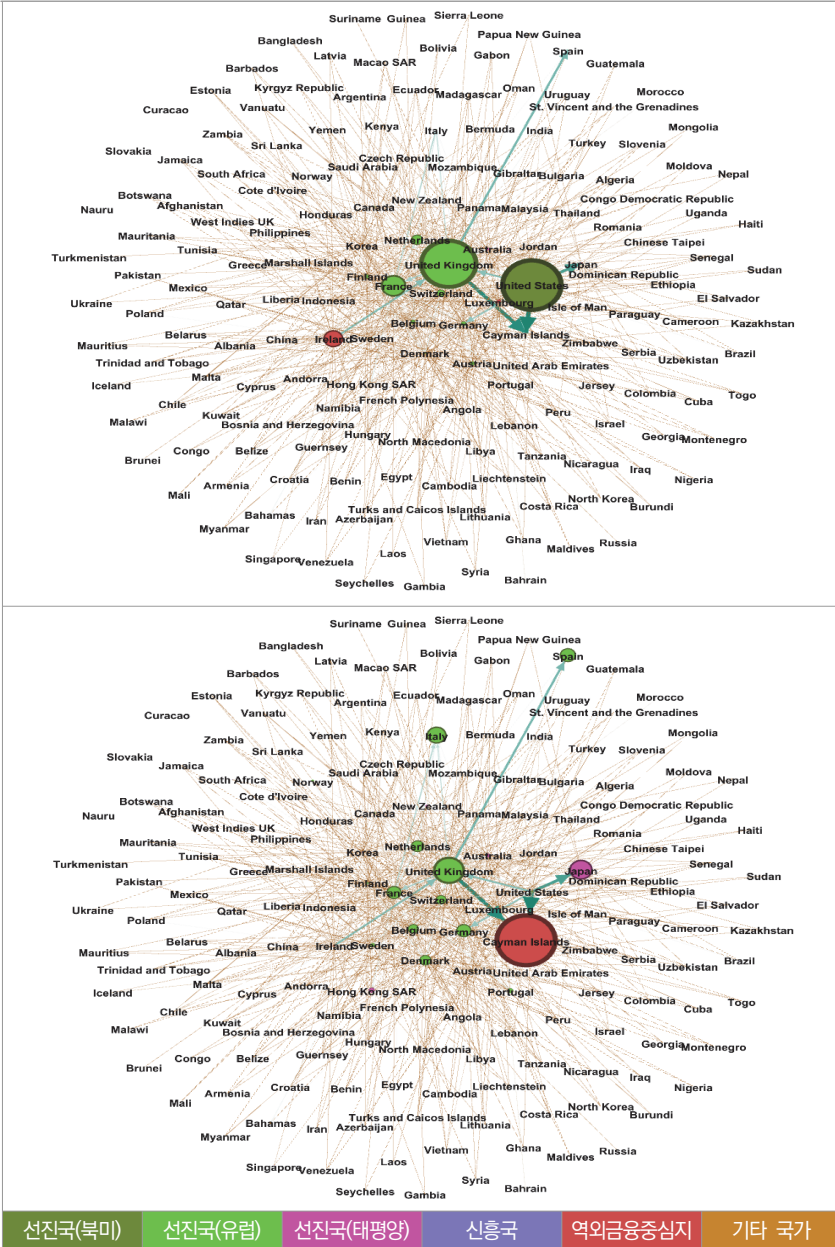 Suriname Guinea Sierra Leone
Papua New Guinea
Bangladesh Bolivia Spain
Latvia Gabon
Macao SAR Guatemala
Barbados
Estonia Kyrgyz Republic Ecuador Oman Morocco
Argentina Madagascar Uruguay
Curacao Vanuatu St. Vincent and the Grenadines
Zambia Yemen Kenya Italy Bermuda India Mongolia
Slovakia Sri Lanka Turkey Slovenia
Jamaica Czech Republic
South Africa Norway Saudi Arabia Mozambique Gibraltar Bulgaria Algeria Moldova Nepal
Botswana Cote d'Ivoire
Nauru Afghanistan Canada New Zealand Panama Malaysia Congo Democratic Republic
West Indies UK Honduras Thailand Uganda
Mauritania Philippines Romania Haiti
Tunisia Korea Netherlands Australia Jordan Chinese Taipei
Turkmenistan Greece Marshall Islands United Kingdom Japan Senegal
Pakistan Finland Dominican Republic Sudan
Mexico France Switzerland United States Ethiopia
Ukraine Qatar Liberia Indonesia Luxembourg Isle of Man El Salvador
Poland Paraguay
Belarus Belgium Germany Cameroon Kazakhstan
Mauritius Albania China Ireland Sweden Cayman Islands
Zimbabwe
Trinidad and Tobago Denmark Serbia Uzbekistan Brazil
Austria United Arab Emirates
Iceland Malta Cyprus Andorra Hong Kong SAR Portugal Jersey Colombia Togo
Chile French Polynesia Cuba
Malawi Kuwait Namibia Angola Peru
Bosnia and Herzegovina Lebanon Israel
Hungary Georgia Montenegro
Brunei Congo Belize Guernsey North Macedonia Libya Tanzania
Nicaragua Iraq
Armenia Croatia Benin Egypt Cambodia Liechtenstein Nigeria
Mali North Korea
Bahamas Turks and Caicos Islands Costa Rica Burundi
Myanmar Iran Azerbaijan Lithuania
Vietnam Ghana Russia
Singapore Venezuela Laos Maldives
Syria
Seychelles Gambia Bahrain
Suriname Guinea Sierra Leone
Papua New Guinea
Bangladesh Bolivia Spain
Latvia Gabon
Macao SAR Guatemala
Barbados
Estonia Kyrgyz Republic Ecuador Oman Morocco
Argentina Madagascar Uruguay
Curacao Vanuatu St. Vincent and the Grenadines
Zambia Yemen Kenya Italy Bermuda India Mongolia
Slovakia Sri Lanka Turkey Slovenia
Jamaica Czech Republic
South Africa Norway Saudi Arabia Mozambique Gibraltar Bulgaria Algeria Moldova Nepal
Botswana Cote d'Ivoire
Nauru Afghanistan Canada New Zealand Panama Malaysia Congo Democratic Republic
West Indies UK Honduras Thailand Uganda
Mauritania Philippines Romania Haiti
Tunisia Korea Netherlands Australia Jordan Chinese Taipei
Turkmenistan Greece Marshall Islands United Kingdom Japan Senegal
Pakistan Finland Dominican Republic Sudan
Mexico France Switzerland United States Ethiopia
Ukraine Qatar Liberia Indonesia Luxembourg Isle of Man El Salvador
Poland Paraguay
Belarus Belgium Germany Cameroon Kazakhstan
Mauritius Albania China Ireland Sweden Cayman Islands
Zimbabwe
Trinidad and Tobago Denmark Serbia Uzbekistan Brazil
Austria United Arab Emirates
Iceland Malta Cyprus Andorra Hong Kong SAR Portugal Jersey Colombia Togo
Chile French Polynesia Cuba
Malawi Kuwait Namibia Angola Peru
Bosnia and Herzegovina Lebanon Israel
Hungary Georgia Montenegro
Brunei Congo Belize Guernsey North Macedonia Libya Tanzania
Nicaragua Iraq
Armenia Croatia Benin Egypt Cambodia Liechtenstein Nigeria
Mali North Korea
Bahamas Turks and Caicos Islands Costa Rica Burundi
Myanmar Iran Azerbaijan Lithuania
Vietnam Ghana Russia
Singapore Venezuela Laos Maldives
Syria
Seychelles Gambia Bahrain
선진국(북미) 선진국(유럽) 선진국(태평양) 신흥국 역외금융중심지 기타 국가